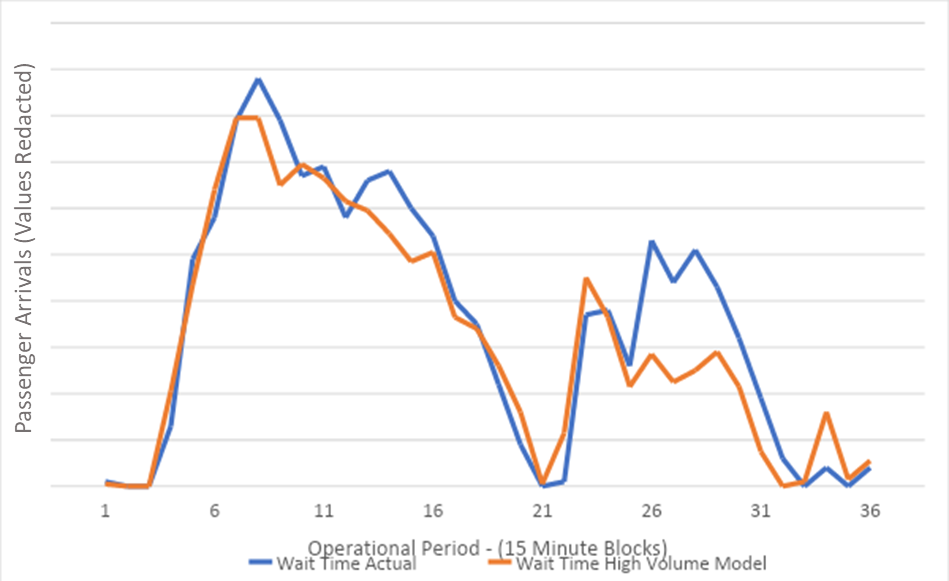 Passenger Arrivals (Values Redacted)
1 6 11 16 21 26 31 36
Operational Period - (15 Minute Blocks)
Wait Time Actual Wait Time High Volume Model